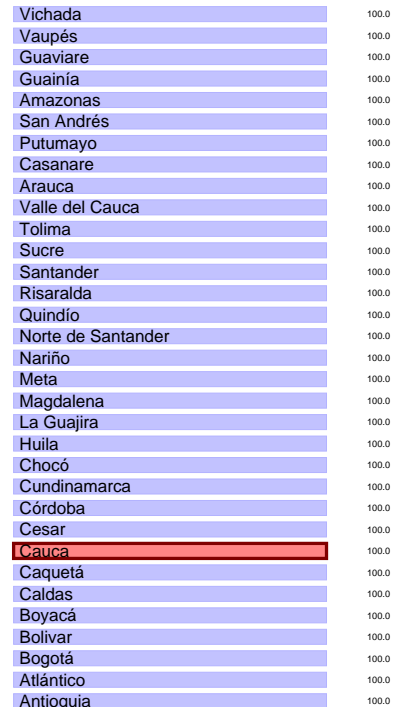 Vichada 100.0
Vaupés 100.0
Guaviare 100.0
Guainía 100.0
Amazonas 100.0
San Andrés 100.0
Putumayo 100.0
Casanare 100.0
Arauca 100.0
Valle del Cauca 100.0
Tolima 100.0
Sucre 100.0
Santander 100.0
Risaralda 100.0
Quindío 100.0
Norte de Santander 100.0
Nariño 100.0
Meta 100.0
Magdalena 100.0
La Guajira 100.0
Huila 100.0
Chocó 100.0
Cundinamarca 100.0
Córdoba 100.0
Cesar 100.0
Cauca 100.0
Caquetá 100.0
Caldas 100.0
Boyacá 100.0
Bolivar 100.0
Bogotá 100.0
Atlántico 100.0
Antioquia 100.0